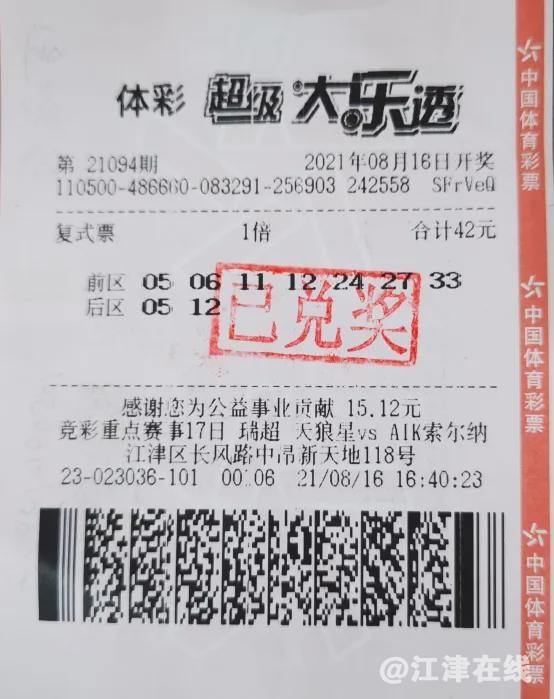 体彩 超级大乐透
第 21094期 2021年08月16日开奖
110500-486660-083291-256903 242558 SFrVeQ
复式票 1倍 合计42元
前区 05 06 11 12 24 27 33
后区 05 12
已兑奖
感谢您为公益事业贡献 15.12元
竞彩重点赛事17日 瑞超 天狼星vs AIK索尔纳
江津区长风路中昂新天地118号
23-023036-101 00106 21/08/16 16:40:23
中国体育彩票
中国体育彩票
中国体育彩票
@江津在线